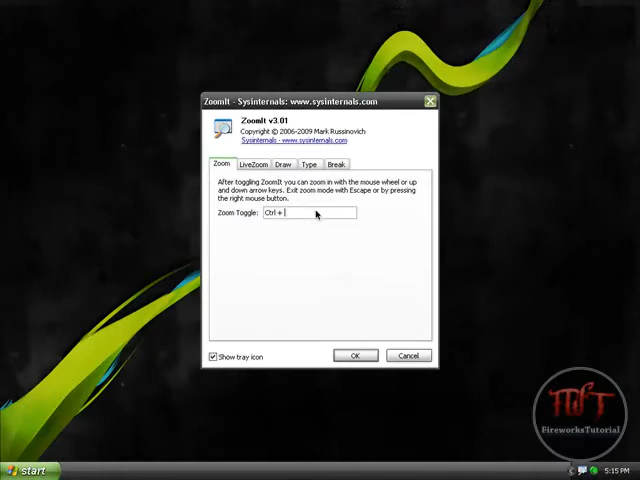 ZoomIt - Sysinternals: www.sysinternals.com
ZoomIt v3.01
Copyright © 2006-2009 Mark Russinovich
Sysinternals - www.sysinternals.com
Zoom LiveZoom Draw Type Break
After toggling ZoomIt you can zoom in with the mouse wheel or up
and down arrow keys. Exit zoom mode with Escape or by pressing
the right mouse button.
Zoom Toggle: Ctrl +
Show tray icon
OK Cancel
FireworksTutorial
start
5:15 PM